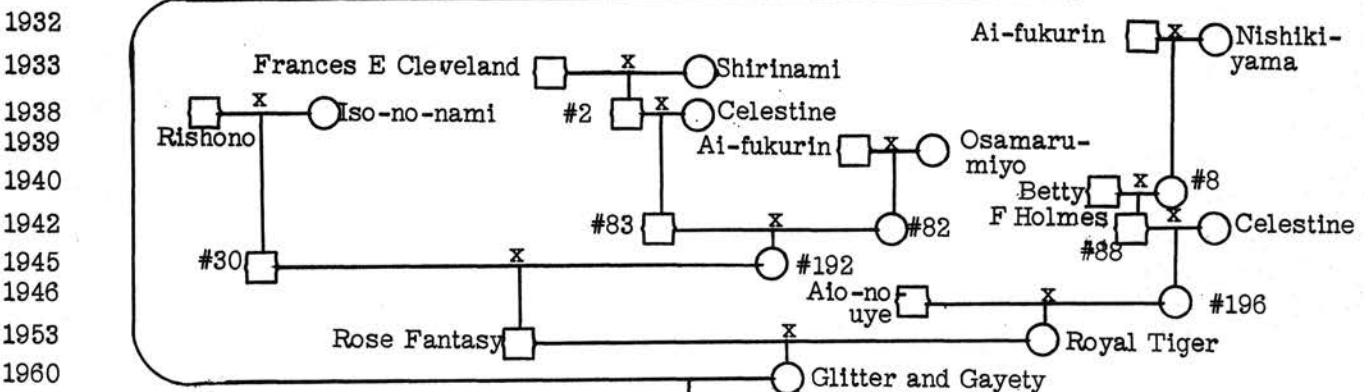 1932
Ai-fukurin x Nishiki-
yama
1933
Frances E Cleveland x Shirinami
1938
x Iso-no-nami #2 x Celestine
Rishono
1939
Ai-fukurin x Osamaru-
miyo
1940
Betty x #8
F Holmes
1942
#83 x #82 #88 x Celestine
1945
#30 x #192
1946
Aio-no-
uye x #196
1953
Rose Fantasy x Royal Tiger
1960
Glitter and Gayety